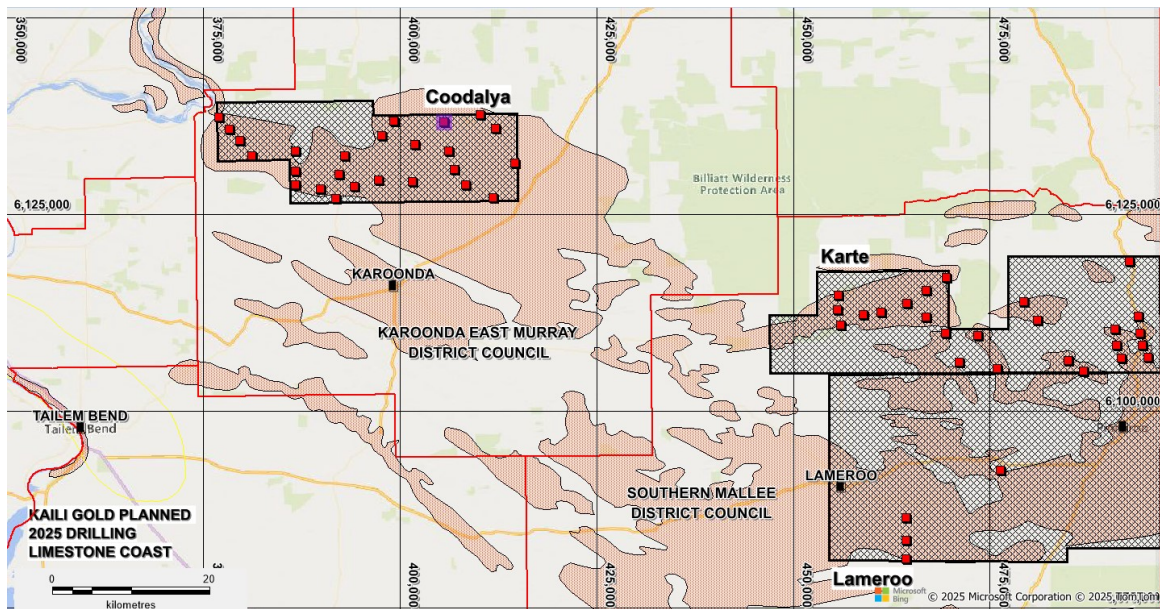 350,000
375,000
400,000
425,000
450,000
475,000
Coodalya
Billiatt Wilderness
Protection Area
6,125,000
6,125,000
Karte
KAROONDA
KAROONDA EAST MURRAY
DISTRICT COUNCIL
6,100,000
TAILEM BEND
Tailem Bend
LAMEROO
SOUTHERN MALLEE
DISTRICT COUNCIL
KAILI GOLD PLANNED
2025 DRILLING
LIMESTONE COAST
0 20
kilometres
400,000
425,000
450,000
475,000
Lameroo
Microsoft
Bing
© 2025 Microsoft Corporation © 2025 TomTom